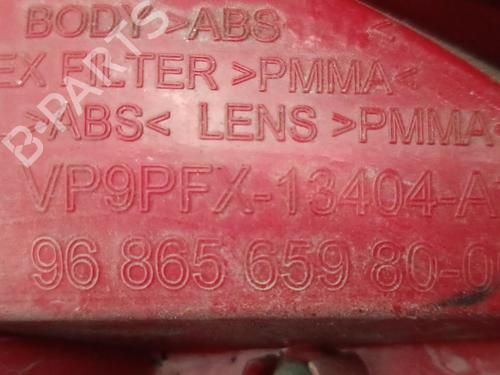 BODY >ABS <
EX FILTER >PMMA<
>ABS< LENS >PMMA
VP9PFX-13404-A
96 865 659 80-0
B-PARTS